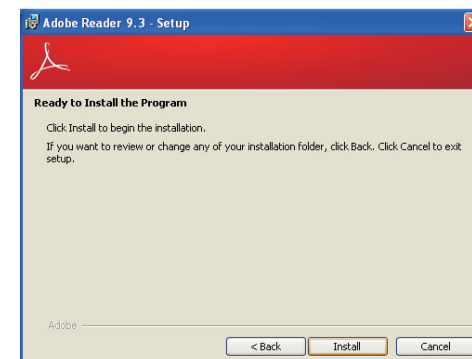 Adobe Reader 9.3 - Setup
Ready to Install the Program
Click Install to begin the installation.
If you want to review or change any of your installation folder, click Back. Click Cancel to exit
setup.
Adobe
< Back Install Cancel